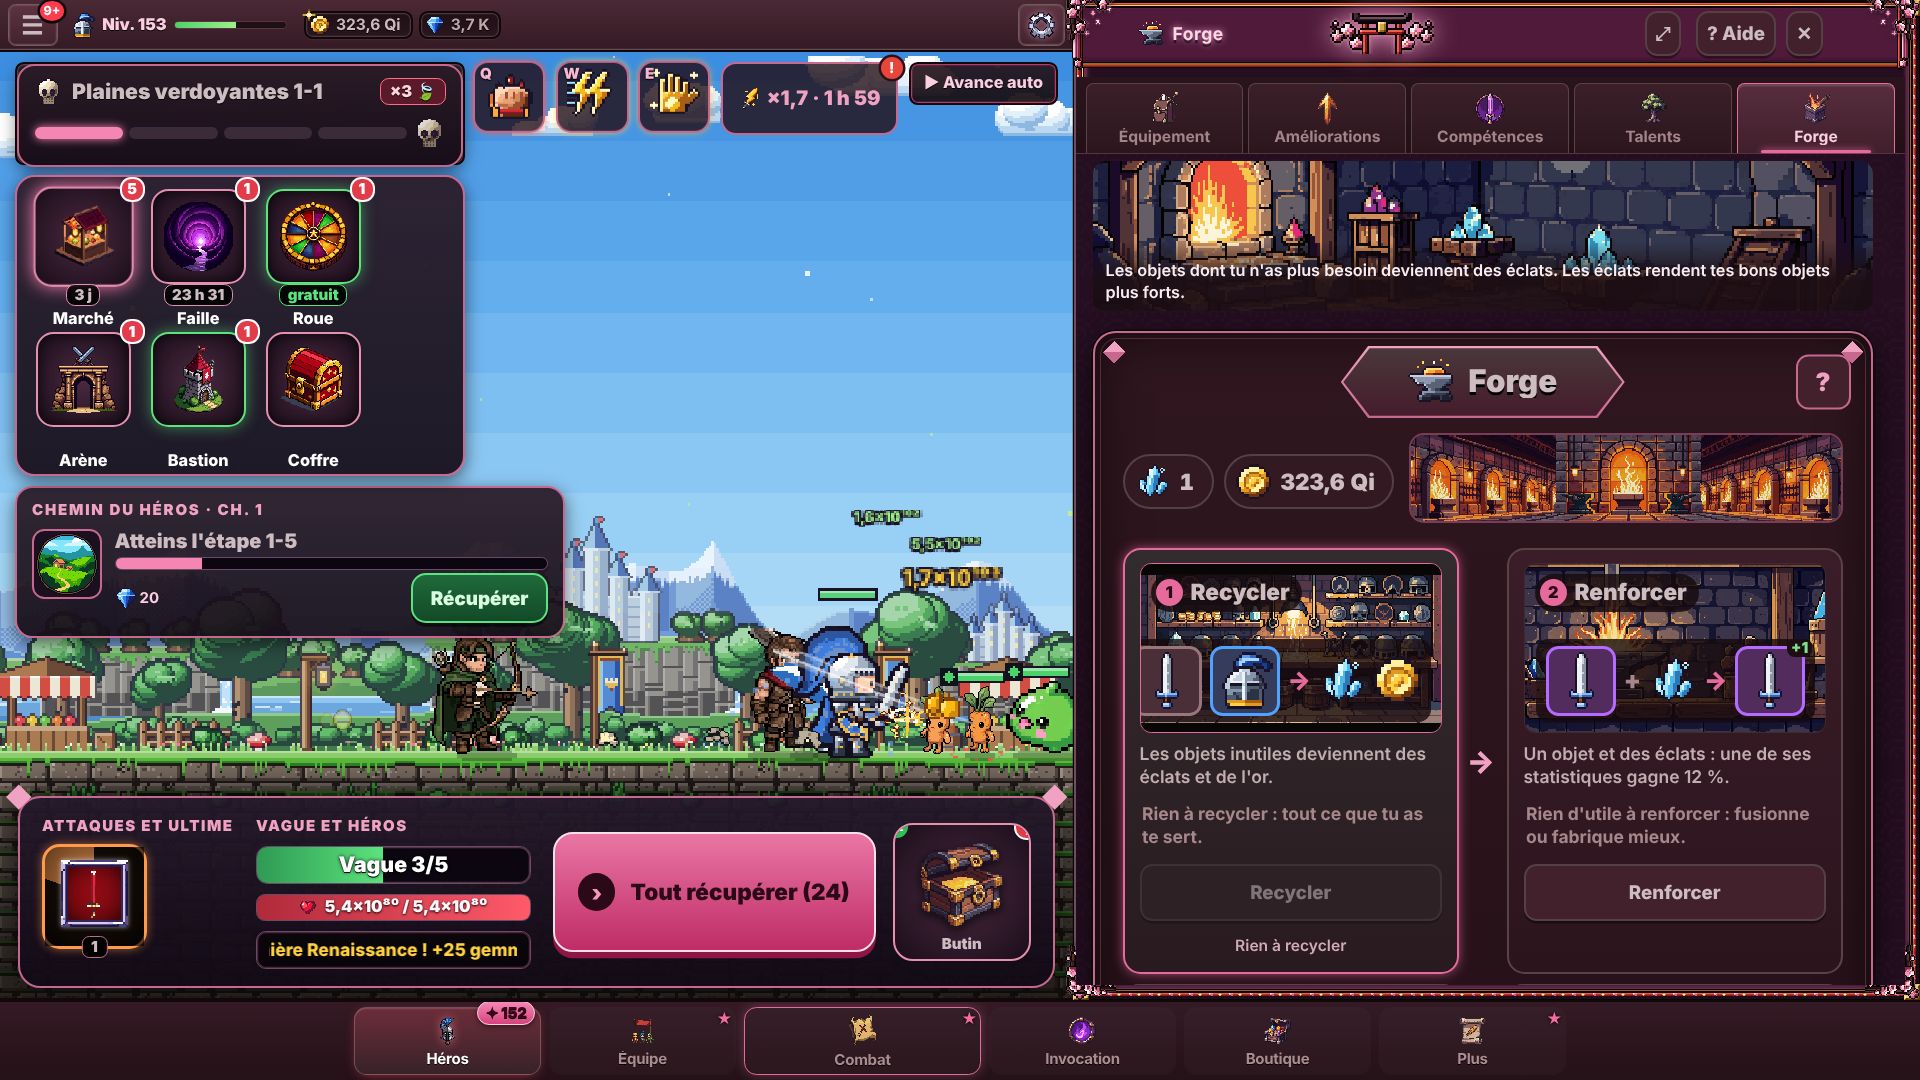 9+
Niv. 153
323,6 Qi
3,7 K
Plaines verdoyantes 1-1
×3
Q
W
E
×1,7 · 1 h 59
!
Avance auto
5
1
1
3 j
23 h 31
gratuit
Marché
Faille
Roue
1
1
Arène
Bastion
Coffre
CHEMIN DU HÉROS · CH. 1
Atteins l'étape 1-5
20
Récupérer
ATTAQUES ET ULTIME
1
VAGUE ET HÉROS
Vague 3/5
5,4×10⁸⁰ / 5,4×10⁸⁰
ière Renaissance ! +25 gemn
Tout récupérer (24)
Butin
152
Héros
Équipe
Combat
Invocation
Boutique
Plus
Forge
? Aide
Équipement
Améliorations
Compétences
Talents
Forge
Les objets dont tu n'as plus besoin deviennent des éclats. Les éclats rendent tes bons objets
plus forts.
Forge
?
1
323,6 Qi
1 Recycler
Les objets inutiles deviennent des
éclats et de l'or.
Rien à recycler : tout ce que tu as
te sert.
Recycler
Rien à recycler
2 Renforcer
+1
Un objet et des éclats : une de ses
statistiques gagne 12 %.
Rien d'utile à renforcer : fusionne
ou fabrique mieux.
Renforcer